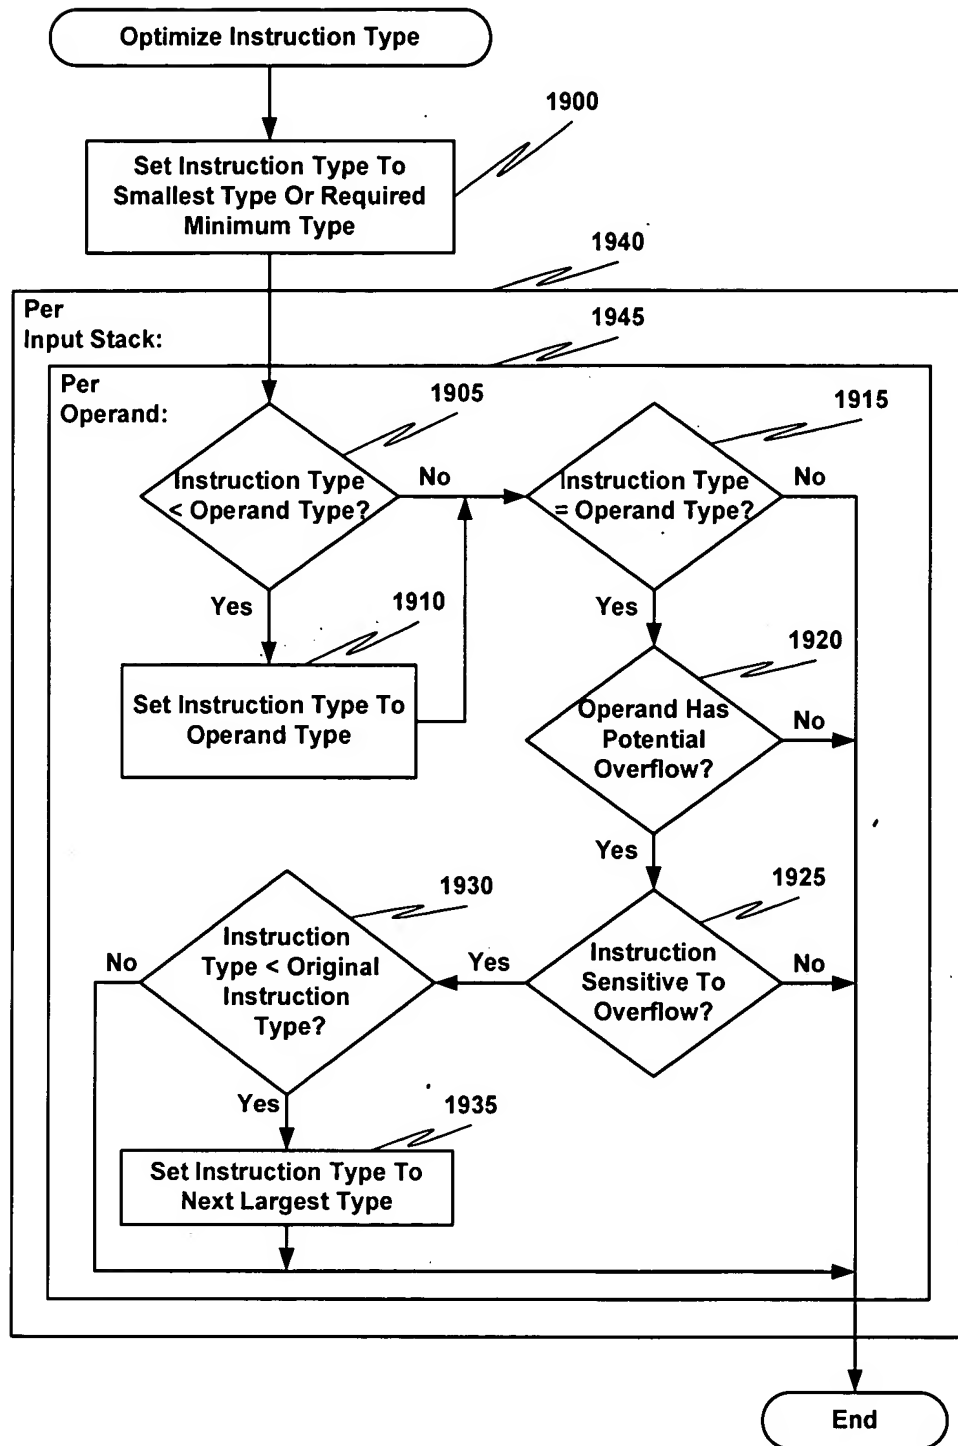 Optimize Instruction Type
1900
Set Instruction Type To
Smallest Type Or Required
Minimum Type
1940
Per
Input Stack:
1945
Per
Operand:
1905
1915
Instruction Type
< Operand Type?
No
Instruction Type
= Operand Type?
No
Yes
1910
Yes
Set Instruction Type To
Operand Type
1920
Operand Has
Potential
Overflow?
No
Yes
1930
1925
Instruction
Type < Original
Instruction
Type?
No
Yes
Instruction
Sensitive To
Overflow?
No
Yes
1935
Set Instruction Type To
Next Largest Type
End